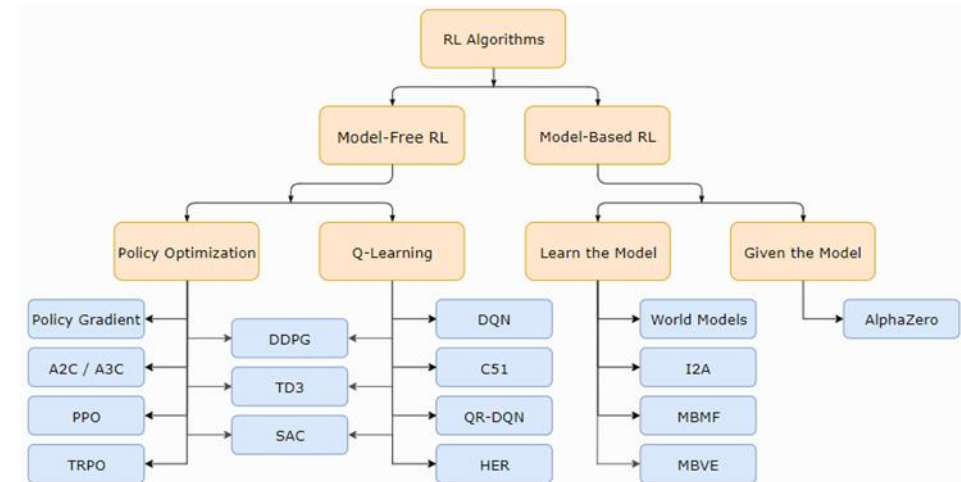 RL Algorithms
Model-Free RL
Model-Based RL
Policy Optimization
Q-Learning
Learn the Model
Given the Model
Policy Gradient
DDPG
DQN
World Models
AlphaZero
A2C / A3C
TD3
C51
I2A
PPO
SAC
QR-DQN
MBMF
TRPO
HER
MBVE